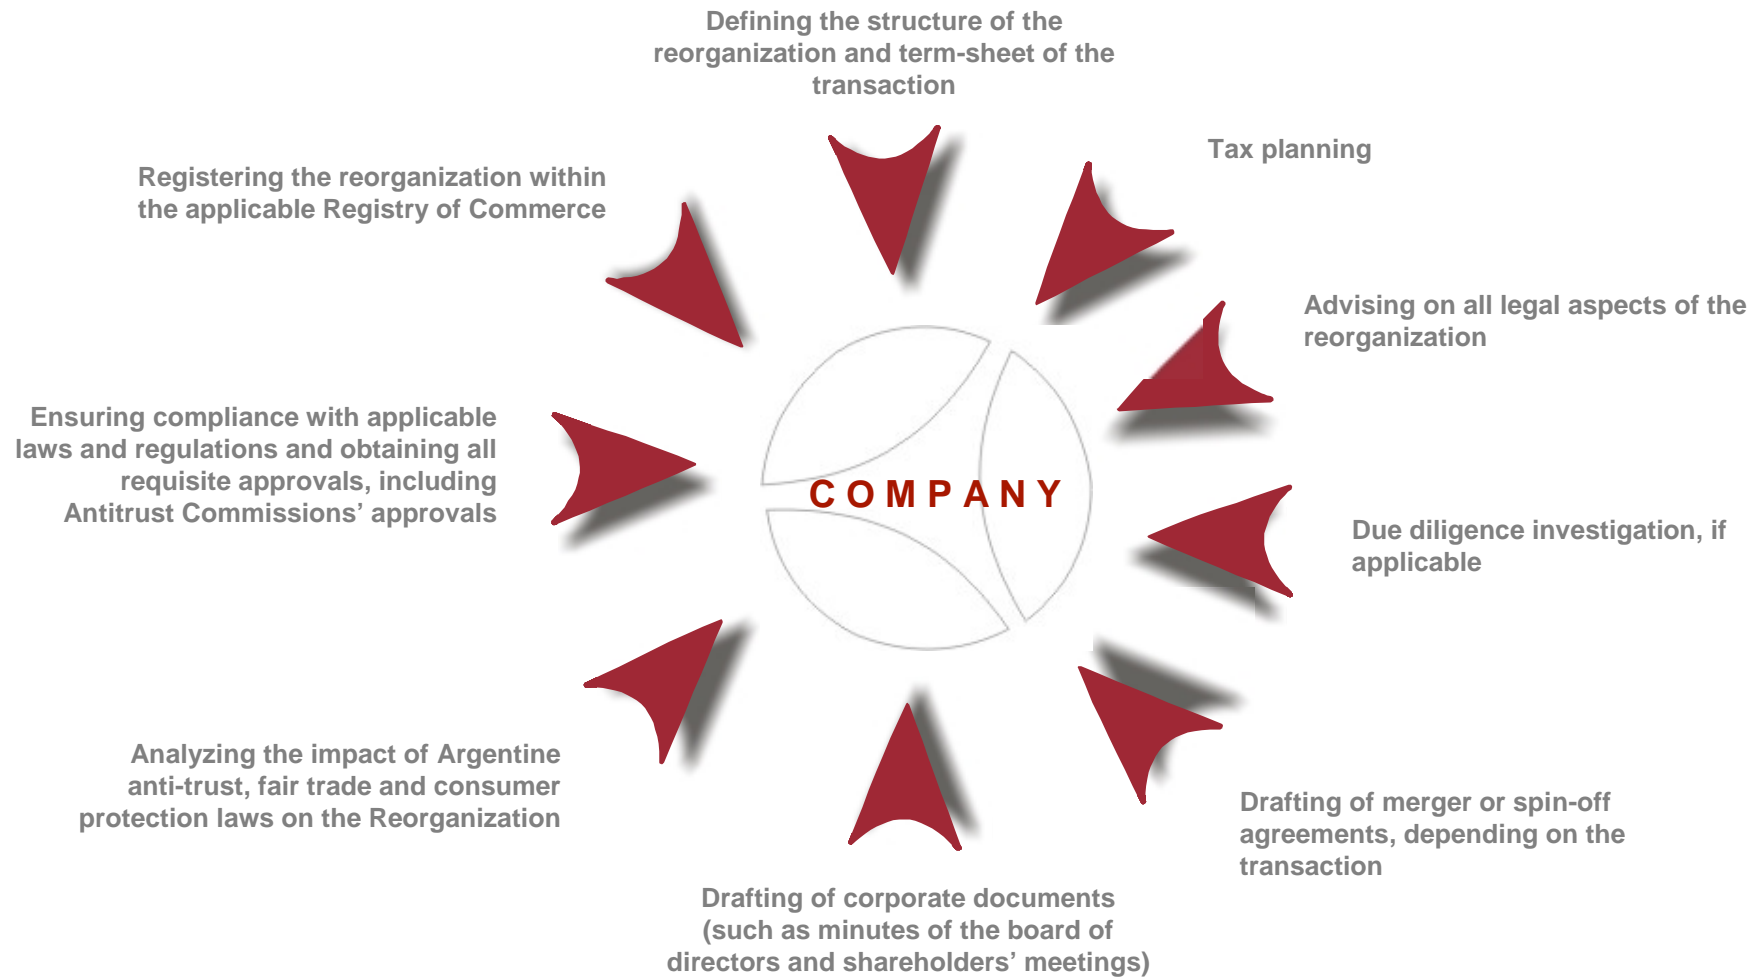 Defining the structure of the
reorganization and term-sheet of the
transaction
Tax planning
Registering the reorganization within
the applicable Registry of Commerce
Advising on all legal aspects of the
reorganization
Ensuring compliance with applicable
laws and regulations and obtaining all
requisite approvals, including
Antitrust Commissions’ approvals
COMPANY
Due diligence investigation, if
applicable
Analyzing the impact of Argentine
anti-trust, fair trade and consumer
protection laws on the Reorganization
Drafting of merger or spin-off
agreements, depending on the
transaction
Drafting of corporate documents
(such as minutes of the board of
directors and shareholders’ meetings)